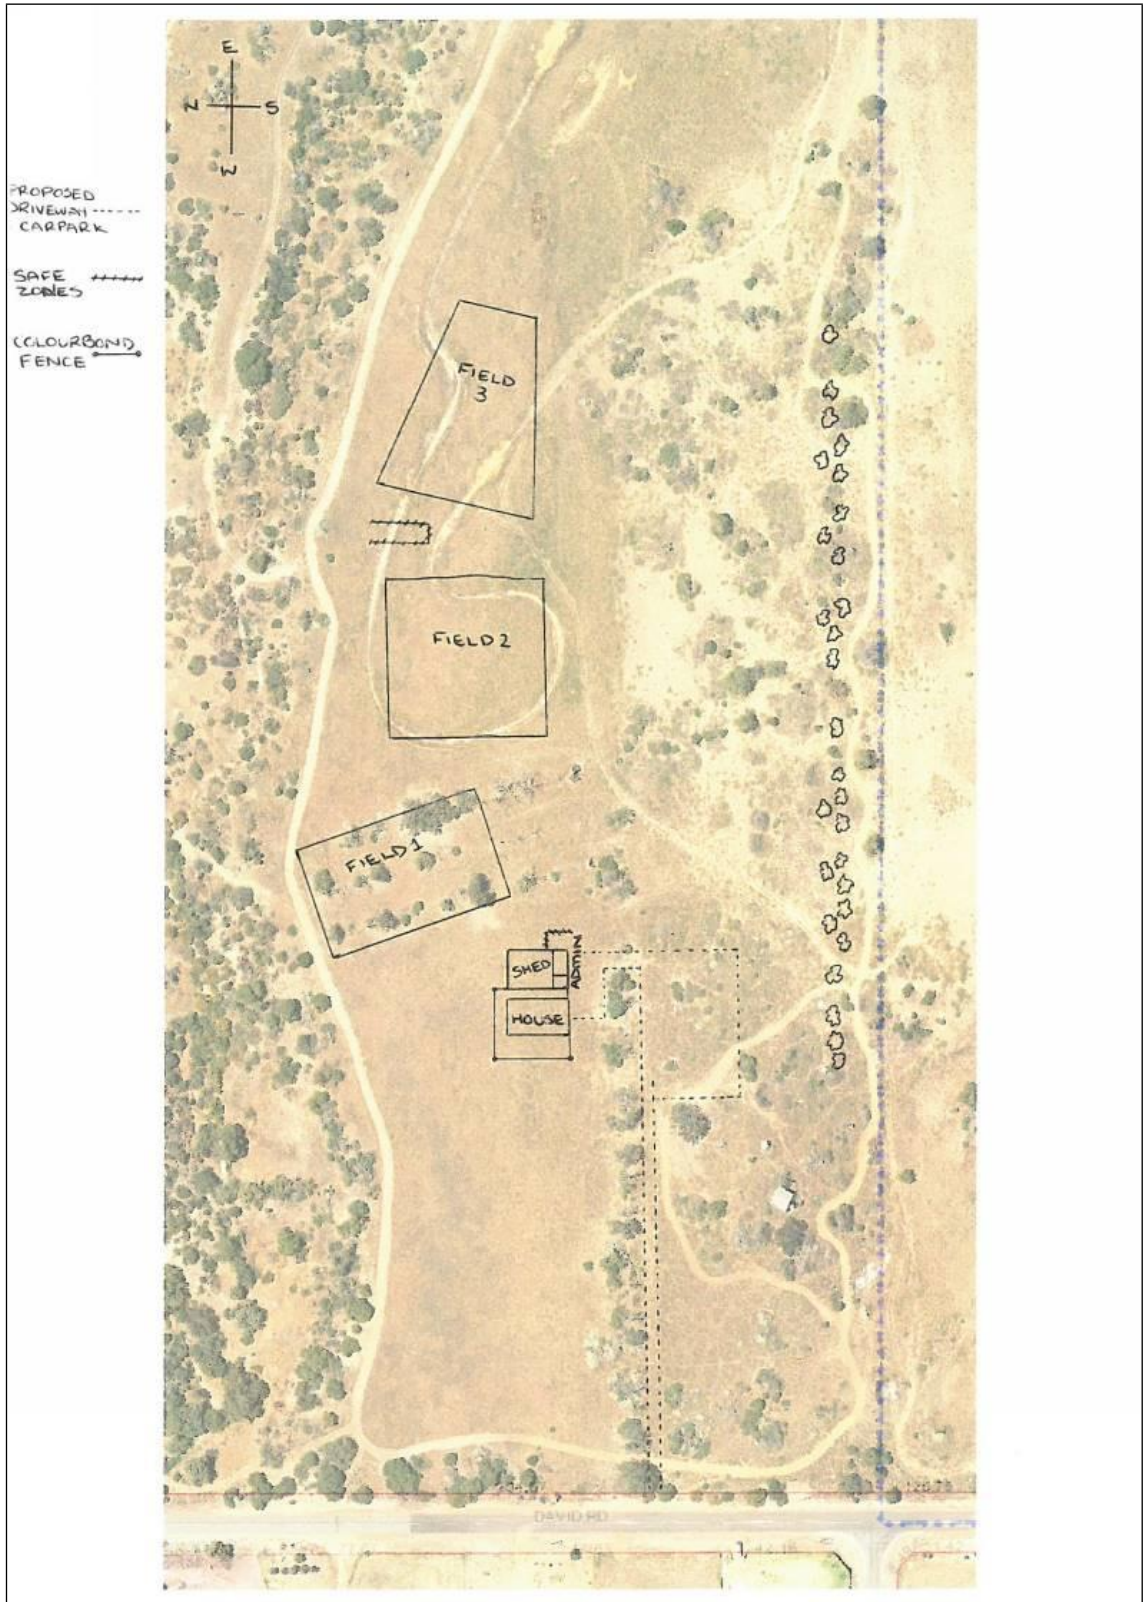 E
N S
W
PROPOSED
DRIVEWAY
CARPARK
SAFE
ZONES
COLOURBOND
FENCE
FIELD
3
FIELD 2
FIELD 1
SHED
ADMIN
HOUSE
DAVID RD